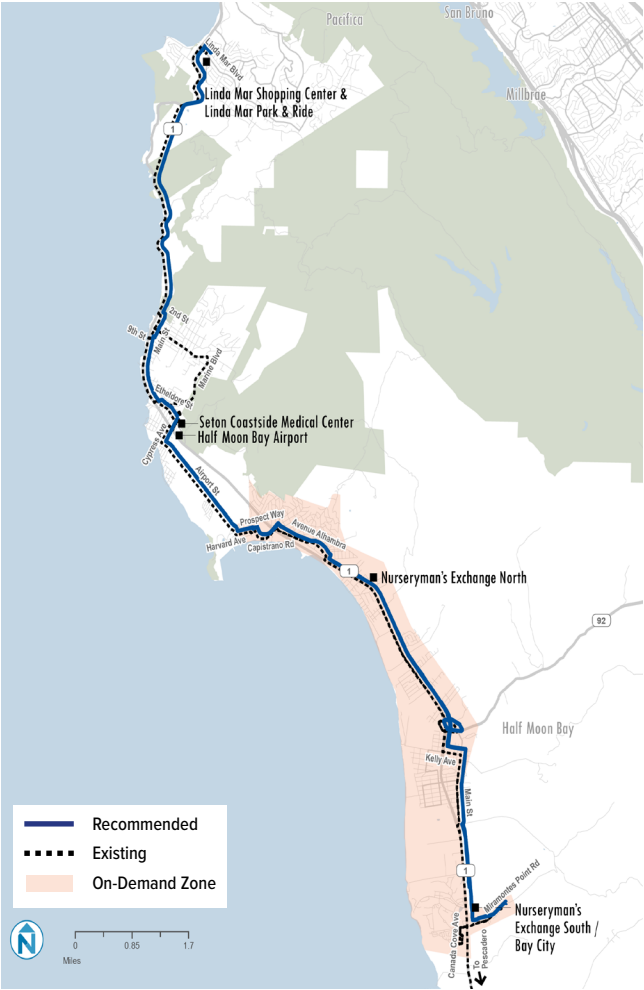 Pacifica
San Bruno
Millbrae
Linda Mar Blvd
Linda Mar Shopping Center &
Linda Mar Park & Ride
1
2nd St
9th St
Main St
Marine Blvd
Etheldore St
Seton Coastside Medical Center
Half Moon Bay Airport
Cypress Ave
Airport St
Prospect Way
Avenue Alhambra
Harvard Ave
Capistrano Rd
1
Nurseryman's Exchange North
92
Half Moon Bay
Kelly Ave
Main St
1
Miramontes Point Rd
Nurseryman's
Exchange South /
Bay City
Canada Cove Ave
To
Pescadero
Recommended
Existing
On-Demand Zone
N
0 0.85 1.7
Miles